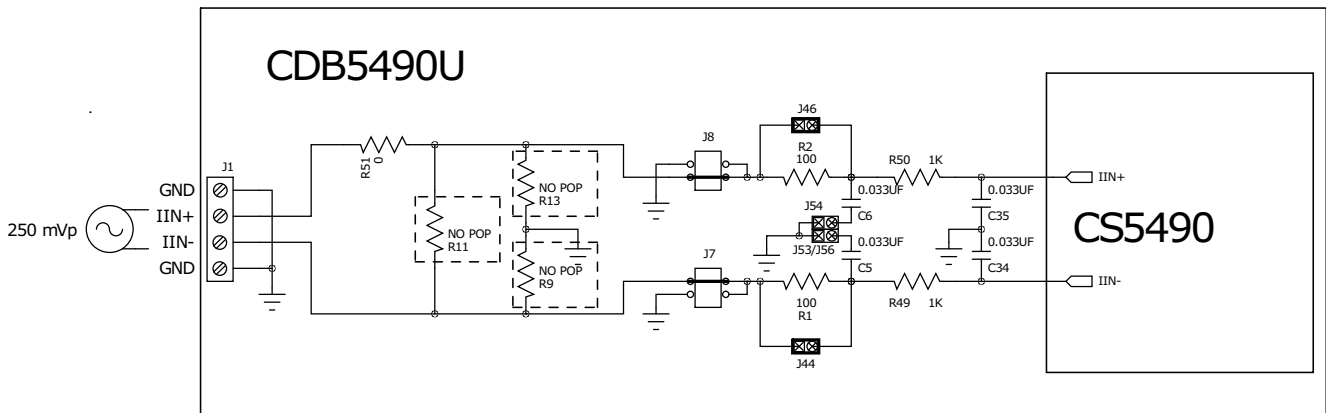 CDB5490U
J1
GND
IIN+
IIN-
GND
250 mVp
R51
0
NO POP
R11
NO POP
R13
NO POP
R9
J8
J7
J46
R2
100
R50 1K
0.033UF
C6
J54
J53/J56
0.033UF
C5
100
R1
R49 1K
J44
0.033UF
C35
0.033UF
C34
IIN+
IIN-
CS5490